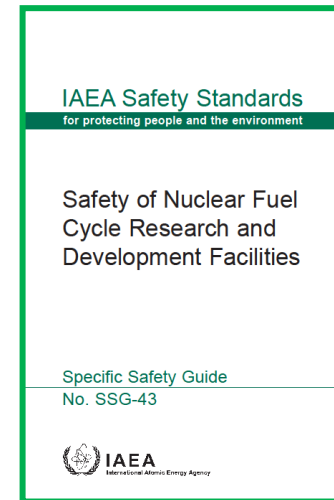 IAEA Safety Standards
for protecting people and the environment
Safety of Nuclear Fuel
Cycle Research and
Development Facilities
Specific Safety Guide
No. SSG-43
IAEA
International Atomic Energy Agency